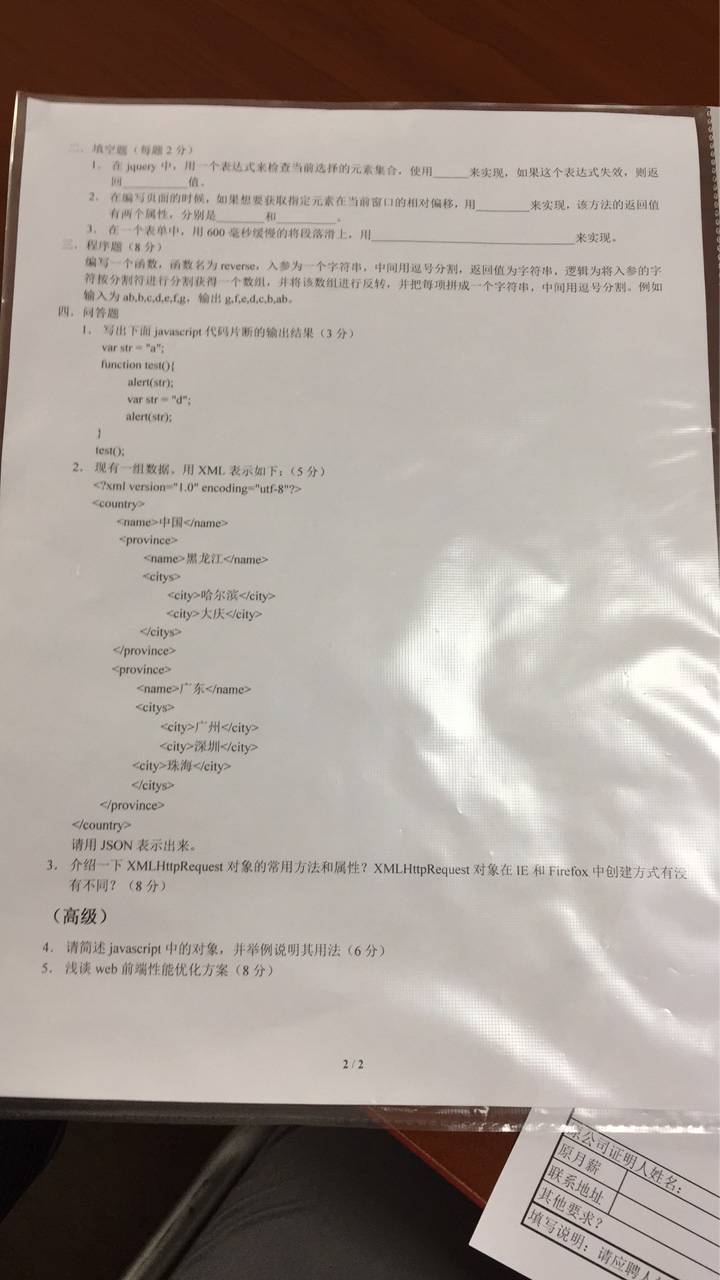 二、填空题（每题 2 分）
1. 在 jquery 中，用一个表达式来检查当前选择的元素集合，使用______来实现，如果这个表达式失效，则返
回__________值。
2. 在编写页面的时候，如果想要获取指定元素在当前窗口的相对偏移，用________来实现，该方法的返回值
有两个属性，分别是________和__________。
3. 在一个表单中，用 600 毫秒缓慢的将段落滑上，用______________________________来实现。
三、程序题（8 分）
编写一个函数，函数名为 reverse，入参为一个字符串，中间用逗号分割，返回值为字符串，逻辑为将入参的字
符按分割符进行分割获得一个数组，并将该数组进行反转，并把每项拼成一个字符串，中间用逗号分割。例如
输入为 ab,b,c,d,e,f,g，输出 g,f,e,d,c,b,ab。
四、问答题
1. 写出下面 javascript 代码片断的输出结果（3 分）
var str = "a";
function test(){
alert(str);
var str = "d";
alert(str);
}
test();
2. 现有一组数据，用 XML 表示如下：（5 分）
<?xml version="1.0" encoding="utf-8"?>
<country>
<name>中国</name>
<province>
<name>黑龙江</name>
<citys>
<city>哈尔滨</city>
<city>大庆</city>
</citys>
</province>
<province>
<name>广东</name>
<citys>
<city>广州</city>
<city>深圳</city>
<city>珠海</city>
</citys>
</province>
</country>
请用 JSON 表示出来。
3. 介绍一下 XMLHttpRequest 对象的常用方法和属性？XMLHttpRequest 对象在 IE 和 Firefox 中创建方式有没
有不同？（8 分）
（高级）
4. 请简述 javascript 中的对象，并举例说明其用法（6 分）
5. 浅谈 web 前端性能优化方案（8 分）
2 / 2
原公司证明人姓名：
原月薪
联系地址
其他要求？
填写说明：请应聘人